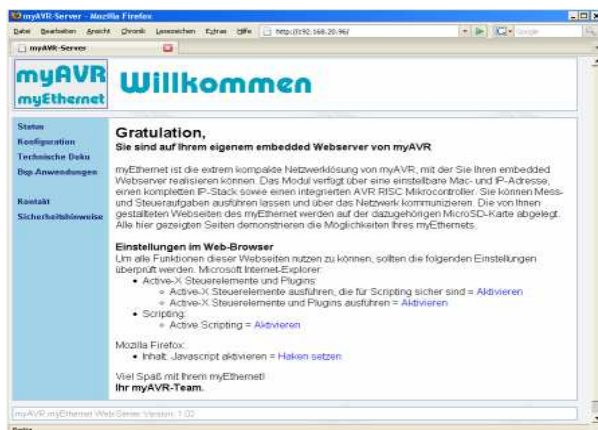 myAVR-Server - Mozilla Firefox
Datei Bearbeiten Ansicht Chronik Lesezeichen Extras Hilfe http://192.168.20.96/ Google
myAVR-Server
myAVR
myEthernet
Willkommen
Status
Konfiguration
Technische Doku
Bsp.Anwendungen
Kontakt
Sicherheitshinweise
Gratulation,
Sie sind auf Ihrem eigenem embedded Webserver von myAVR
myEthernet ist die extrem kompakte Netzwerklösung von myAVR, mit der Sie Ihren embedded
Webserver realisieren können. Das Modul verfügt über eine einstellbare Mac- und IP-Adresse,
einen kompletten IP-Stack sowie einen integrierten AVR RISC Mikrocontroller. Sie können Mess-
und Steueraufgaben ausführen lassen und über das Netzwerk kommunizieren. Die von Ihnen
gestallteten Webseiten des myEthernet werden auf der dazugehörigen MicroSD-Karte abgelegt.
Alle hier gezeigten Seiten demonstrieren die Möglichkeiten Ihres myEthernets.
Einstellungen im Web-Browser
Um alle Funktionen dieser Webseiten nutzen zu können, sollten die folgenden Einstellungen
überprüft werden. Microsoft Internet-Explorer:
• Active-X Steuerelemente und Plugins:
Active-X Steuerelemente ausführen, die für Scripting sicher sind = Aktivieren
Active-X Steuerelemente und Plugins ausführen = Aktivieren
• Scripting:
Active Scripting = Aktivieren
Mozilla Firefox:
• Inhalt: Javascript aktivieren = Haken setzen
Viel Spaß mit Ihrem myEthernet!
Ihr myAVR-Team.
myAVR myEthernet Web Server Version: 1.00
Fertig